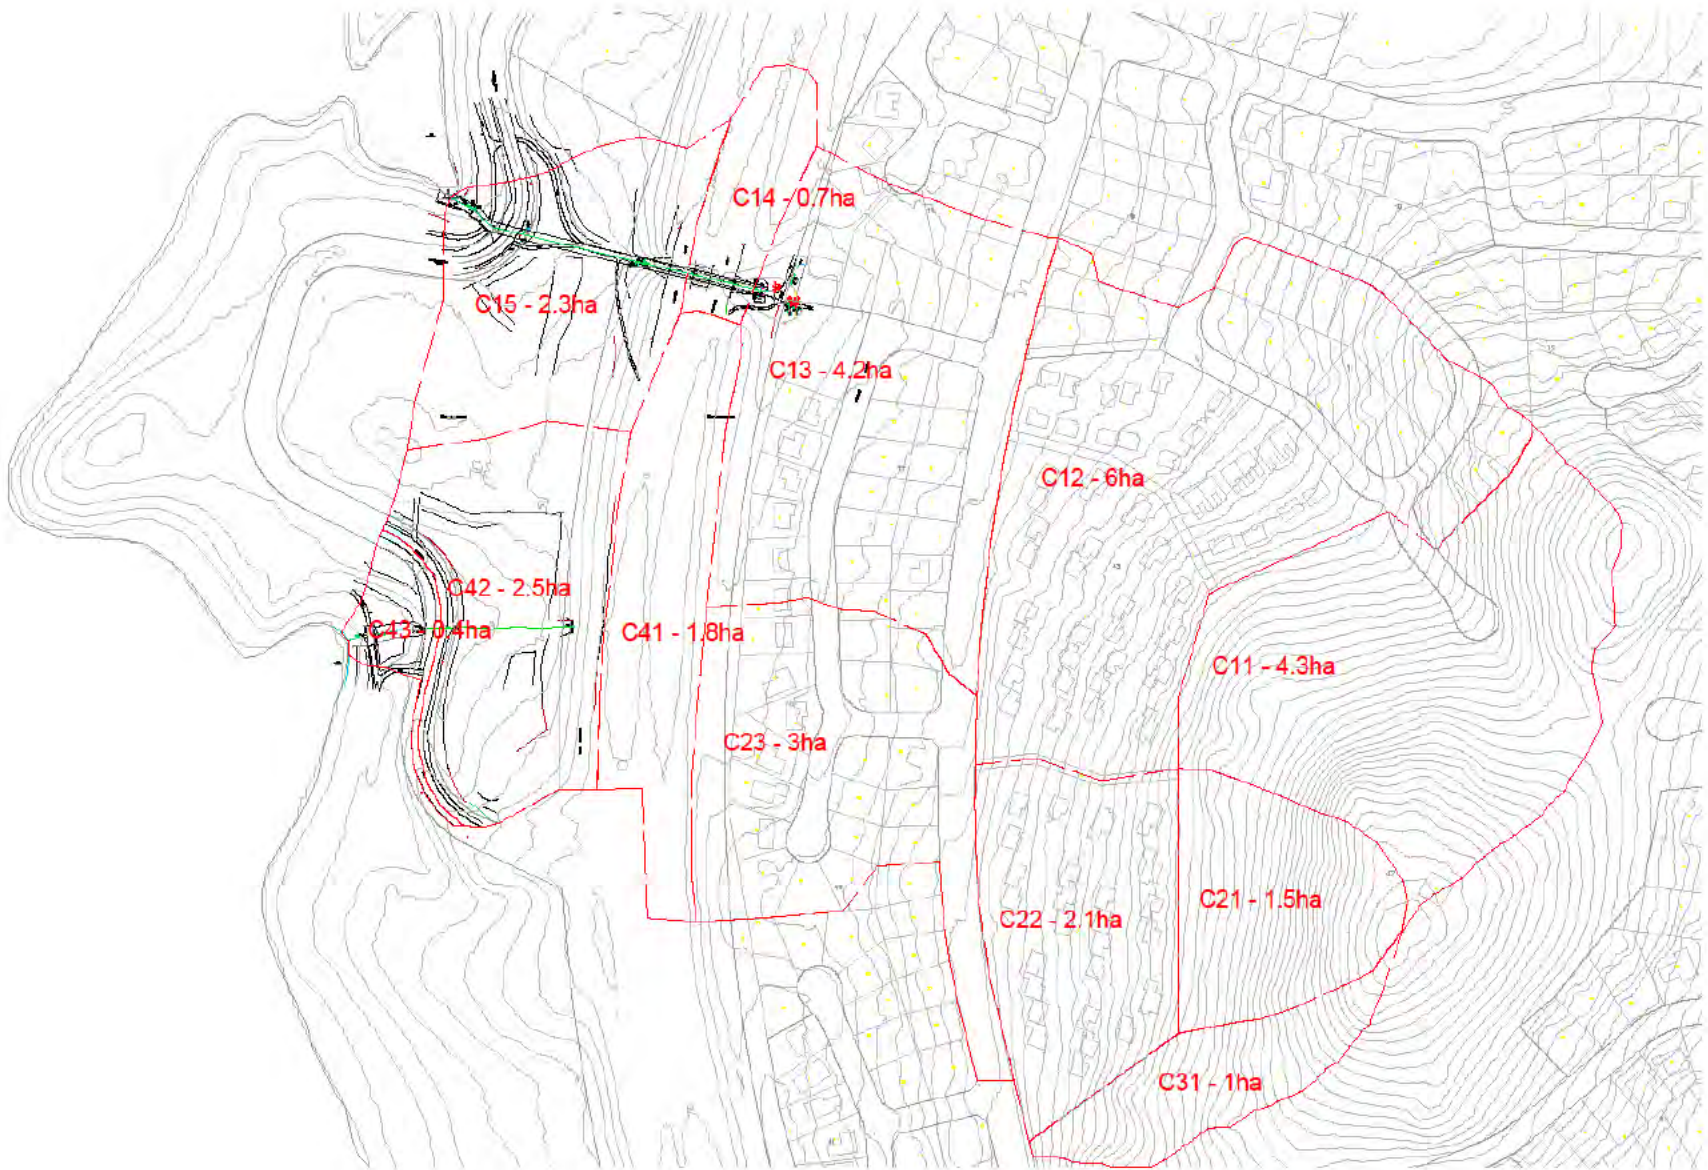 C14 - 0.7ha
C15 - 2.3ha
C13 - 4.2ha
C12 - 6ha
C42 - 2.5ha
C43 - 0.4ha
C41 - 1.8ha
C11 - 4.3ha
C23 - 3ha
C21 - 1.5ha
C22 - 2.1ha
C31 - 1ha